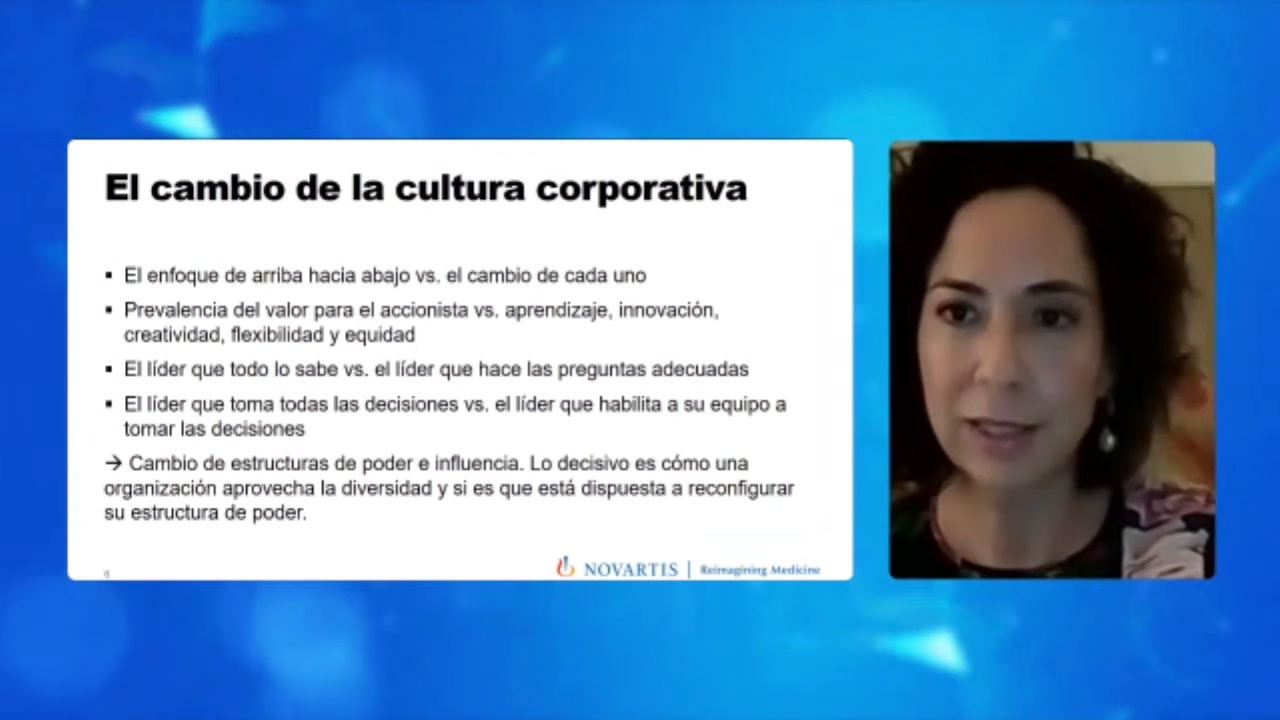 El cambio de la cultura corporativa
▪ El enfoque de arriba hacia abajo vs. el cambio de cada uno
▪ Prevalencia del valor para el accionista vs. aprendizaje, innovación,
creatividad, flexibilidad y equidad
▪ El líder que todo lo sabe vs. el líder que hace las preguntas adecuadas
▪ El líder que toma todas las decisiones vs. el líder que habilita a su equipo a
tomar las decisiones
→ Cambio de estructuras de poder e influencia. Lo decisivo es cómo una
organización aprovecha la diversidad y si es que está dispuesta a reconfigurar
su estructura de poder.
NOVARTIS | Reimagining Medicine